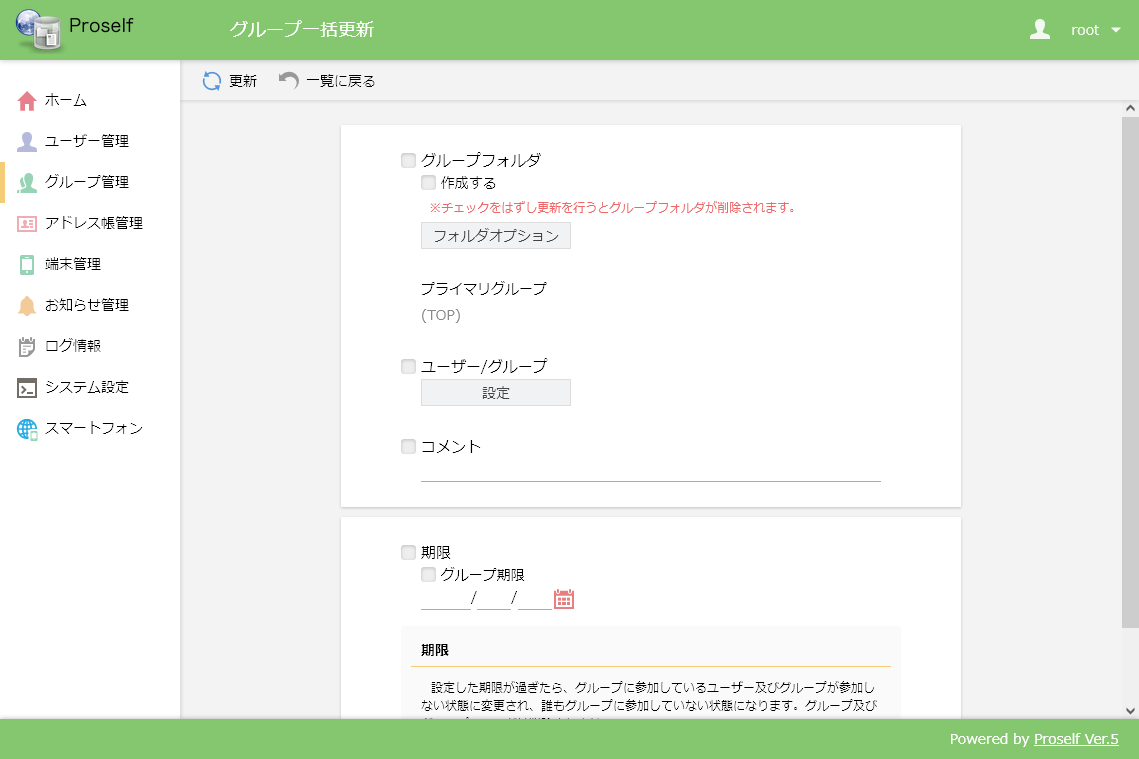 Proself
グループ一括更新
root
更新
一覧に戻る
ホーム
ユーザー管理
グループ管理
アドレス帳管理
端末管理
お知らせ管理
ログ情報
システム設定
スマートフォン
グループフォルダ
作成する
※チェックをはずし更新を行うとグループフォルダが削除されます。
フォルダオプション
プライマリグループ
(TOP)
ユーザー/グループ
設定
コメント
期限
グループ期限
/ /
期限
設定した期限が過ぎたら、グループに参加しているユーザー及びグループが参加し
ない状態に変更され、誰もグループに参加していない状態になります。グループ及び
Powered by Proself Ver.5